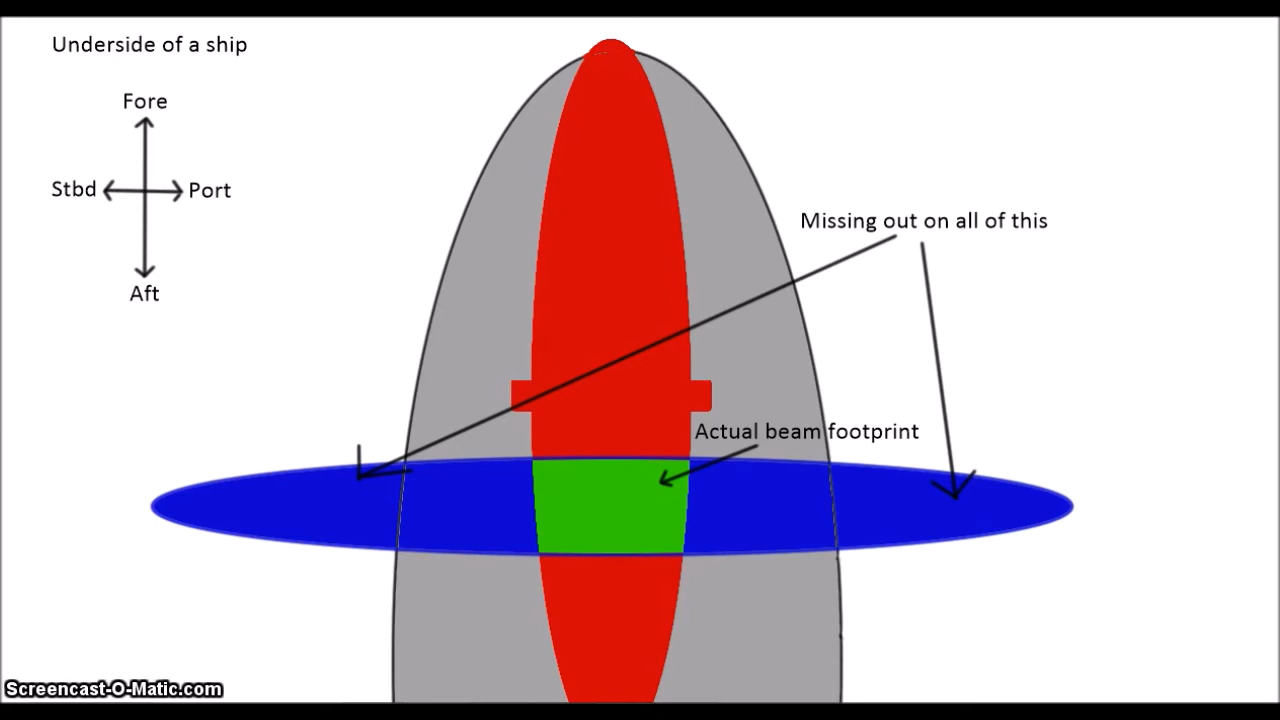 Underside of a ship
Fore
Stbd
Port
Aft
Missing out on all of this
Actual beam footprint
Screencast-O-Matic.com